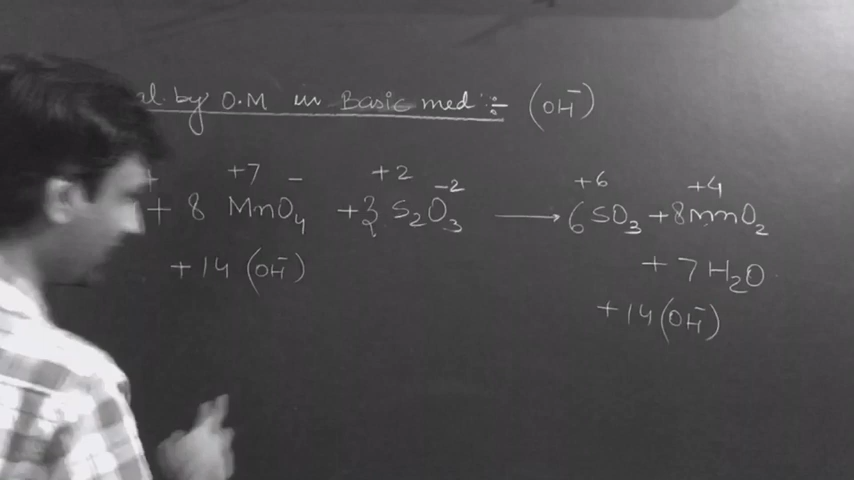 al. by O.M in Basic med :- (OH⁻)
+ +7 − +2 −2 +6 +4
+ 8 MnO₄ + 3 S₂O₃ ⟶ 6 SO₃ + 8 mnO₂
+ 14 (OH⁻) + 7 H₂O
+ 14 (OH⁻)